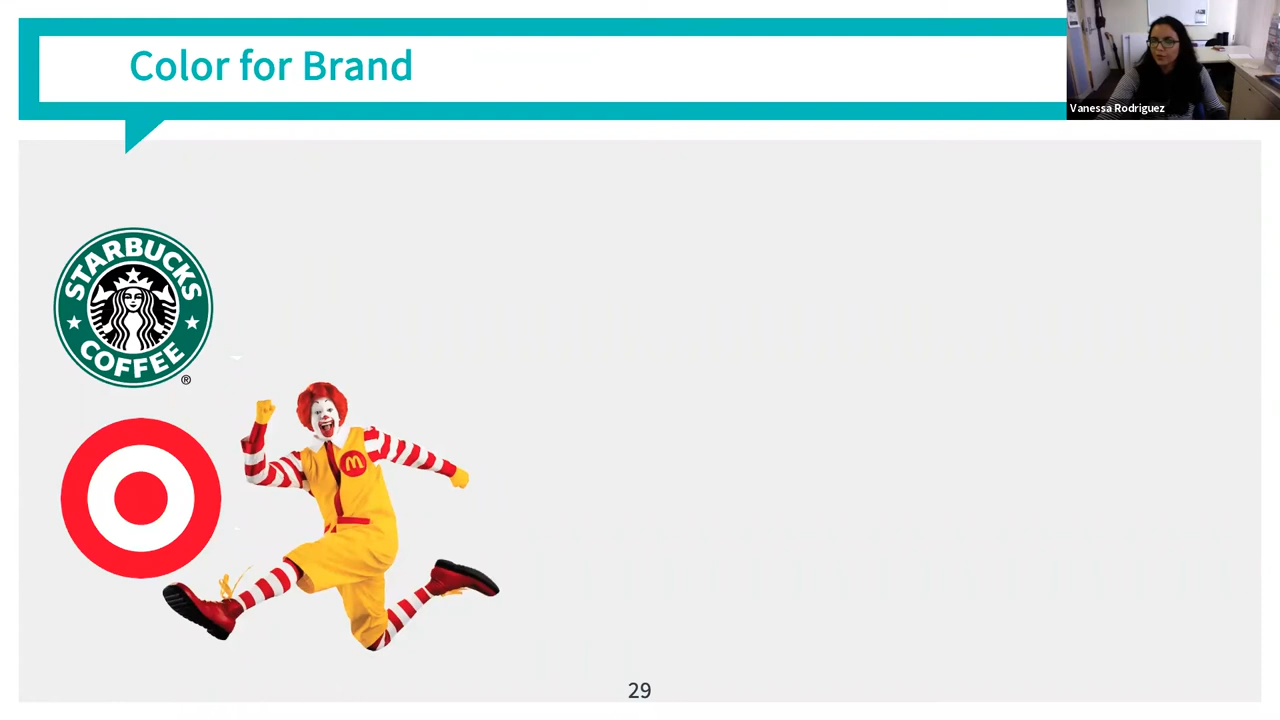 Color for Brand
Vanessa Rodriguez
STARBUCKS
COFFEE
®
M
29